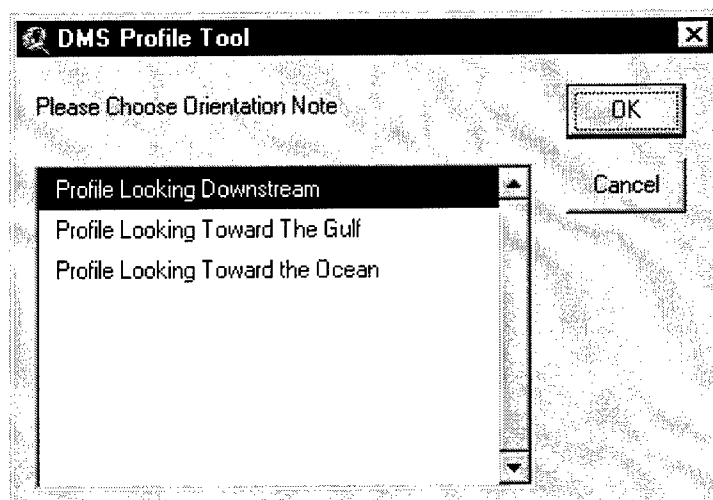 DMS Profile Tool
Please Choose Orientation Note
OK
Cancel
Profile Looking Downstream
Profile Looking Toward The Gulf
Profile Looking Toward the Ocean